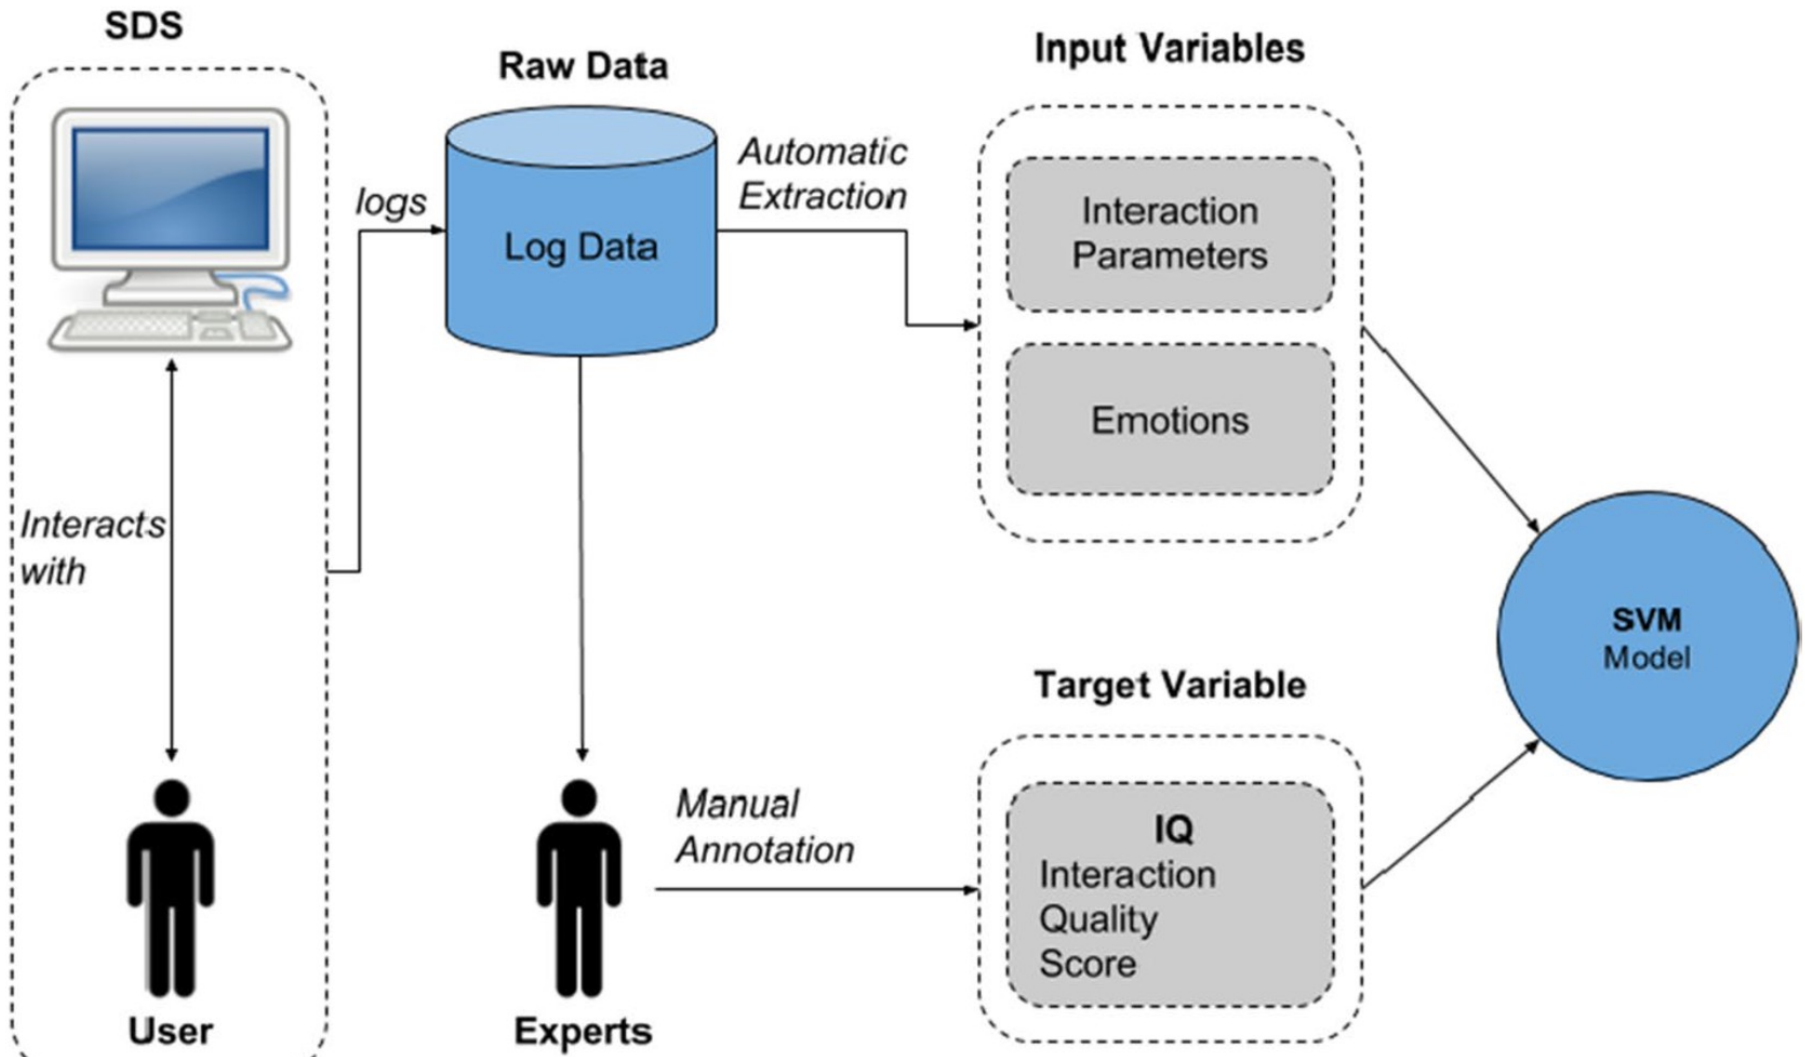 SDS
Interacts
with
User
logs
Raw Data
Log Data
Experts
Automatic
Extraction
Manual
Annotation
Input Variables
Interaction
Parameters
Emotions
Target Variable
IQ
Interaction
Quality
Score
SVM
Model